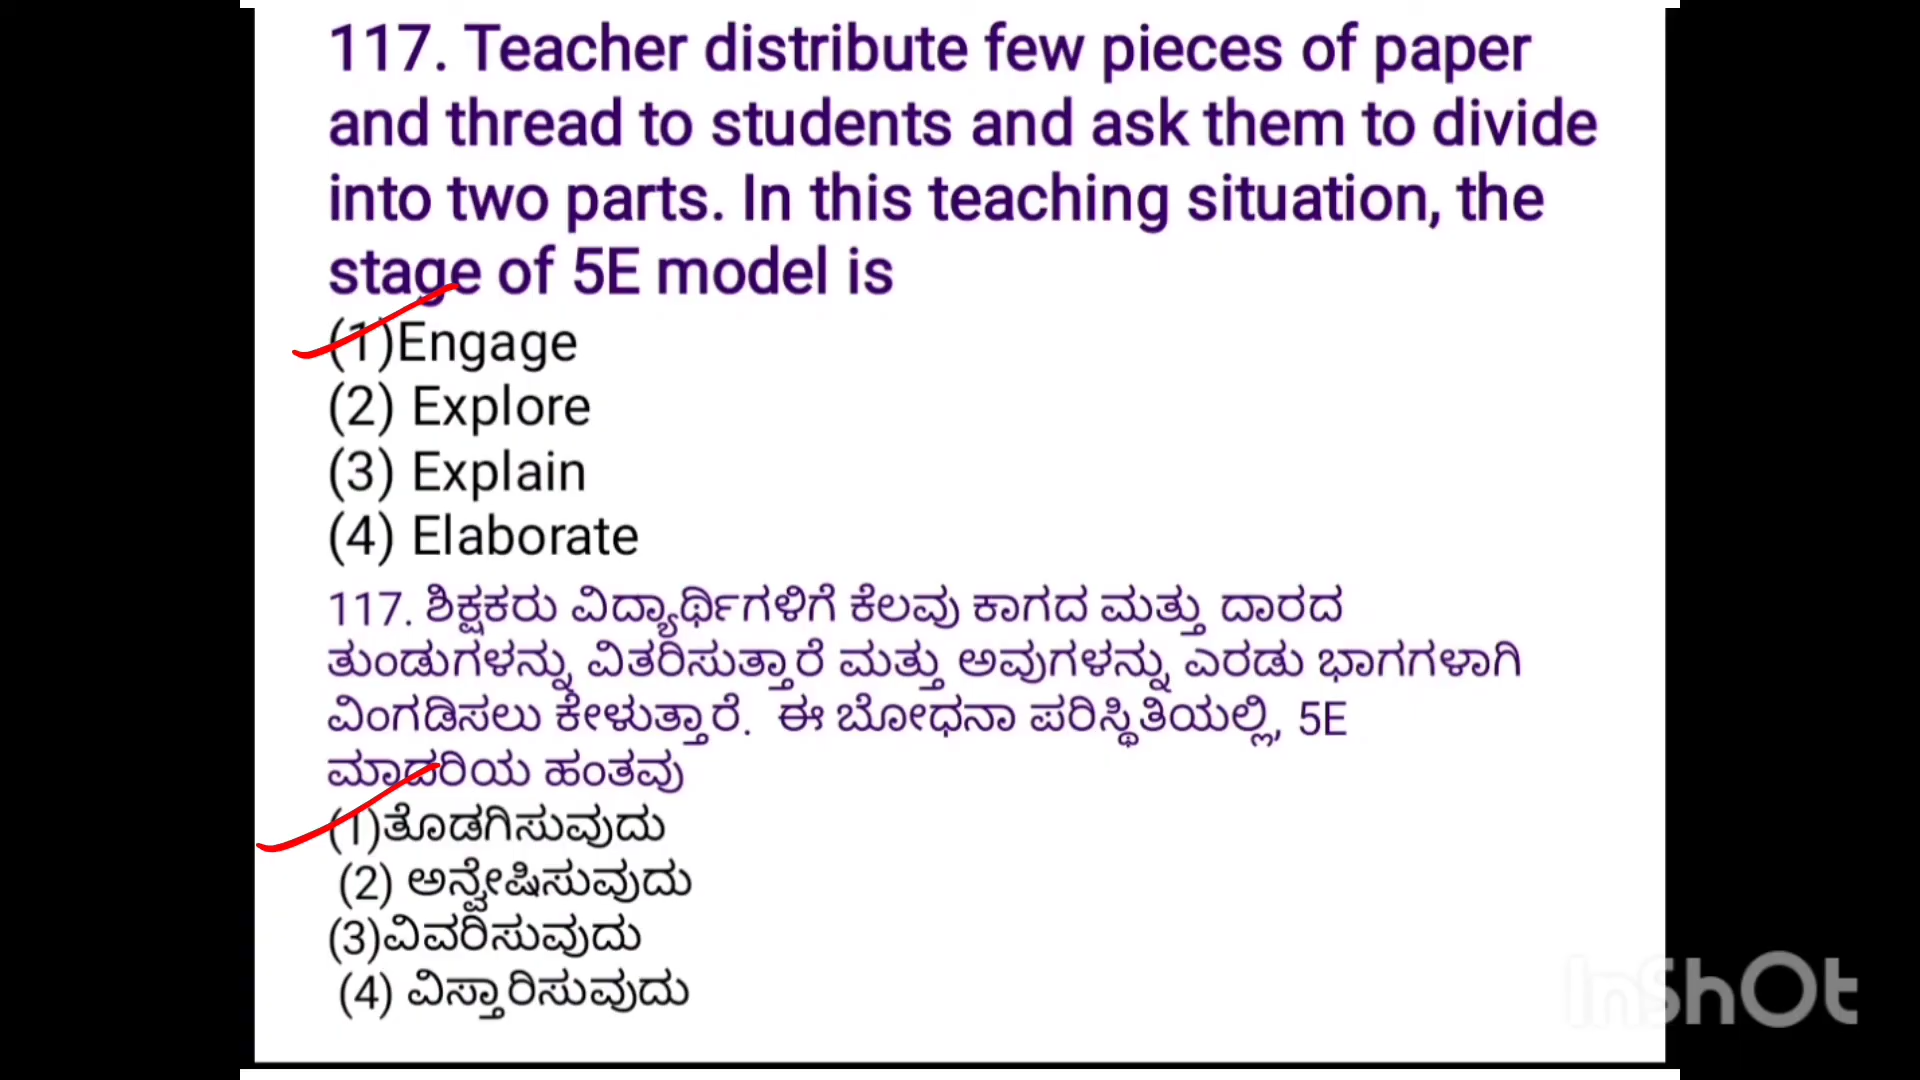 117. Teacher distribute few pieces of paper
and thread to students and ask them to divide
into two parts. In this teaching situation, the
stage of 5E model is
(1)Engage
(2) Explore
(3) Explain
(4) Elaborate
117. ಶಿಕ್ಷಕರು ವಿದ್ಯಾರ್ಥಿಗಳಿಗೆ ಕೆಲವು ಕಾಗದ ಮತ್ತು ದಾರದ
ತುಂಡುಗಳನ್ನು ವಿತರಿಸುತ್ತಾರೆ ಮತ್ತು ಅವುಗಳನ್ನು ಎರಡು ಭಾಗಗಳಾಗಿ
ವಿಂಗಡಿಸಲು ಕೇಳುತ್ತಾರೆ. ಈ ಬೋಧನಾ ಪರಿಸ್ಥಿತಿಯಲ್ಲಿ, 5E
ಮಾದರಿಯ ಹಂತವು
(1)ತೊಡಗಿಸುವುದು
(2) ಅನ್ವೇಷಿಸುವುದು
(3)ವಿವರಿಸುವುದು
(4) ವಿಸ್ತಾರಿಸುವುದು
InShOt